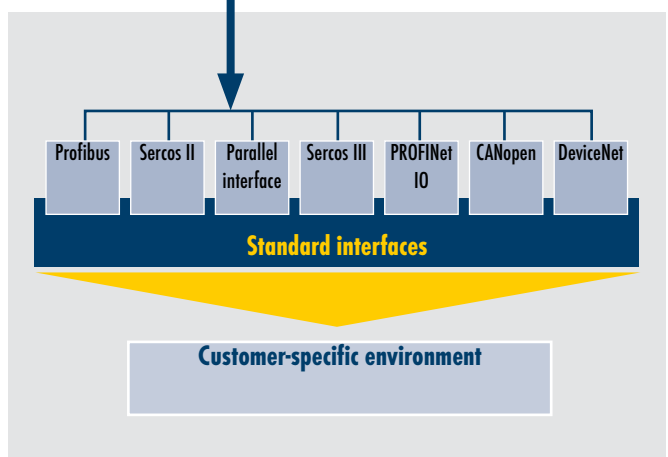 Profibus
Sercos II
Parallel
interface
Sercos III
PROFINet
IO
CANopen
DeviceNet
Standard interfaces
Customer-specific environment